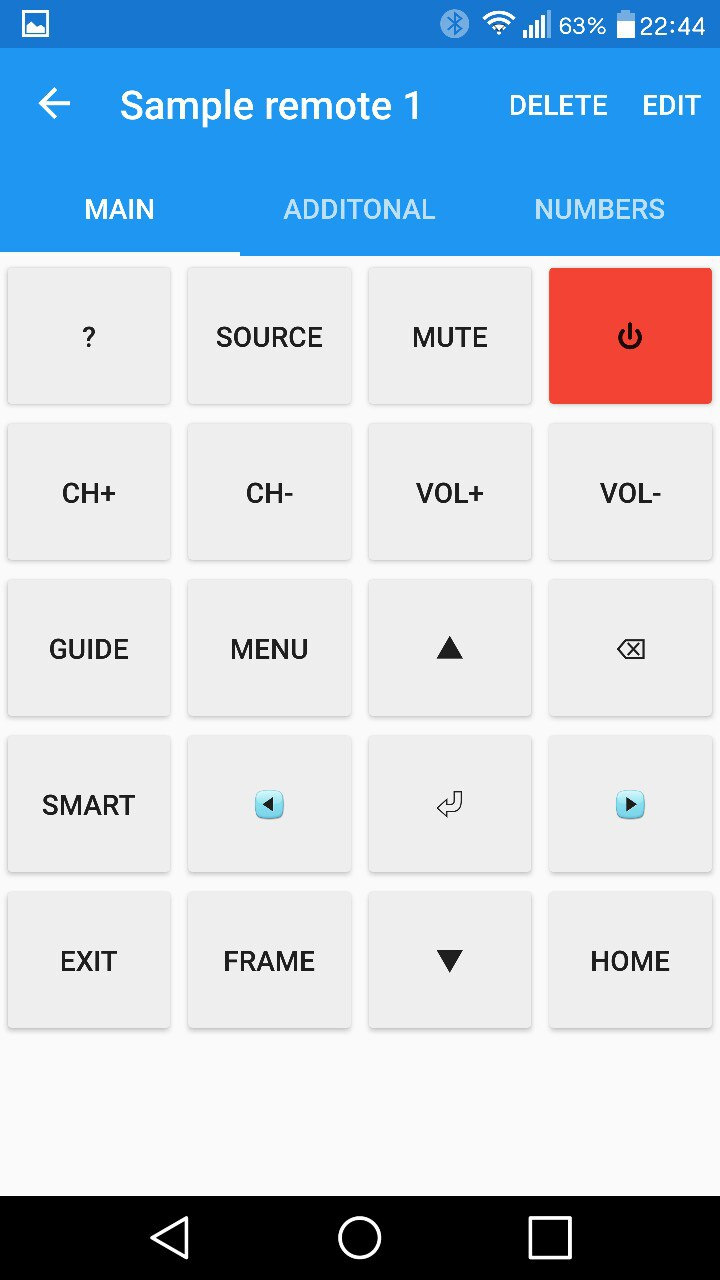 63% 22:44
Sample remote 1 DELETE EDIT
MAIN ADDITONAL NUMBERS
? SOURCE MUTE
CH+ CH- VOL+ VOL-
GUIDE MENU ▲ ⌫
SMART ◀ ⏎ ▶
EXIT FRAME ▼ HOME